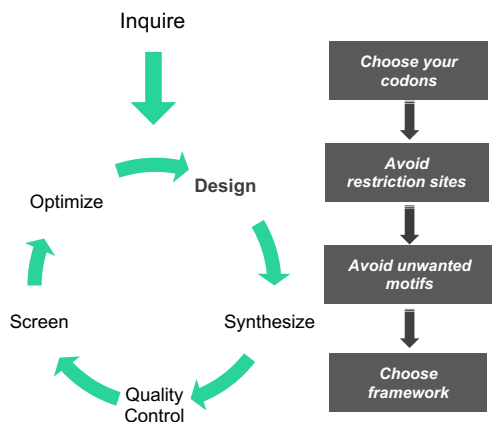 Inquire
Design
Synthesize
Quality
Control
Screen
Optimize
Choose your
codons
Avoid
restriction sites
Avoid unwanted
motifs
Choose
framework